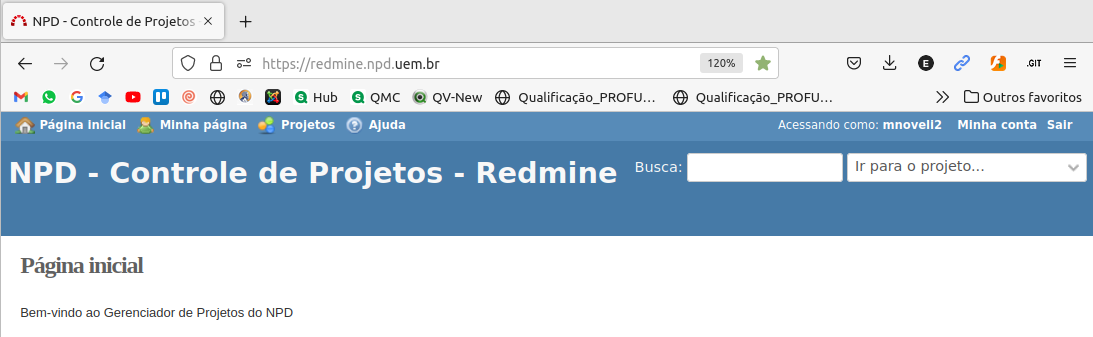 NPD - Controle de Projetos
https://redmine.npd.uem.br 120% E .GIT
Hub QMC QV-New Qualificação_PROFU… Qualificação_PROFU… Outros favoritos
Página inicial Minha página Projetos Ajuda Acessando como: mnovell2 Minha conta Sair
NPD - Controle de Projetos - Redmine Busca: Ir para o projeto...
Página inicial
Bem-vindo ao Gerenciador de Projetos do NPD